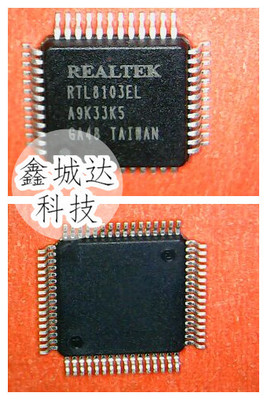 REALTEK
RTL8103EL
A9K33K5
GA48 TAIWAN
鑫城达
科技